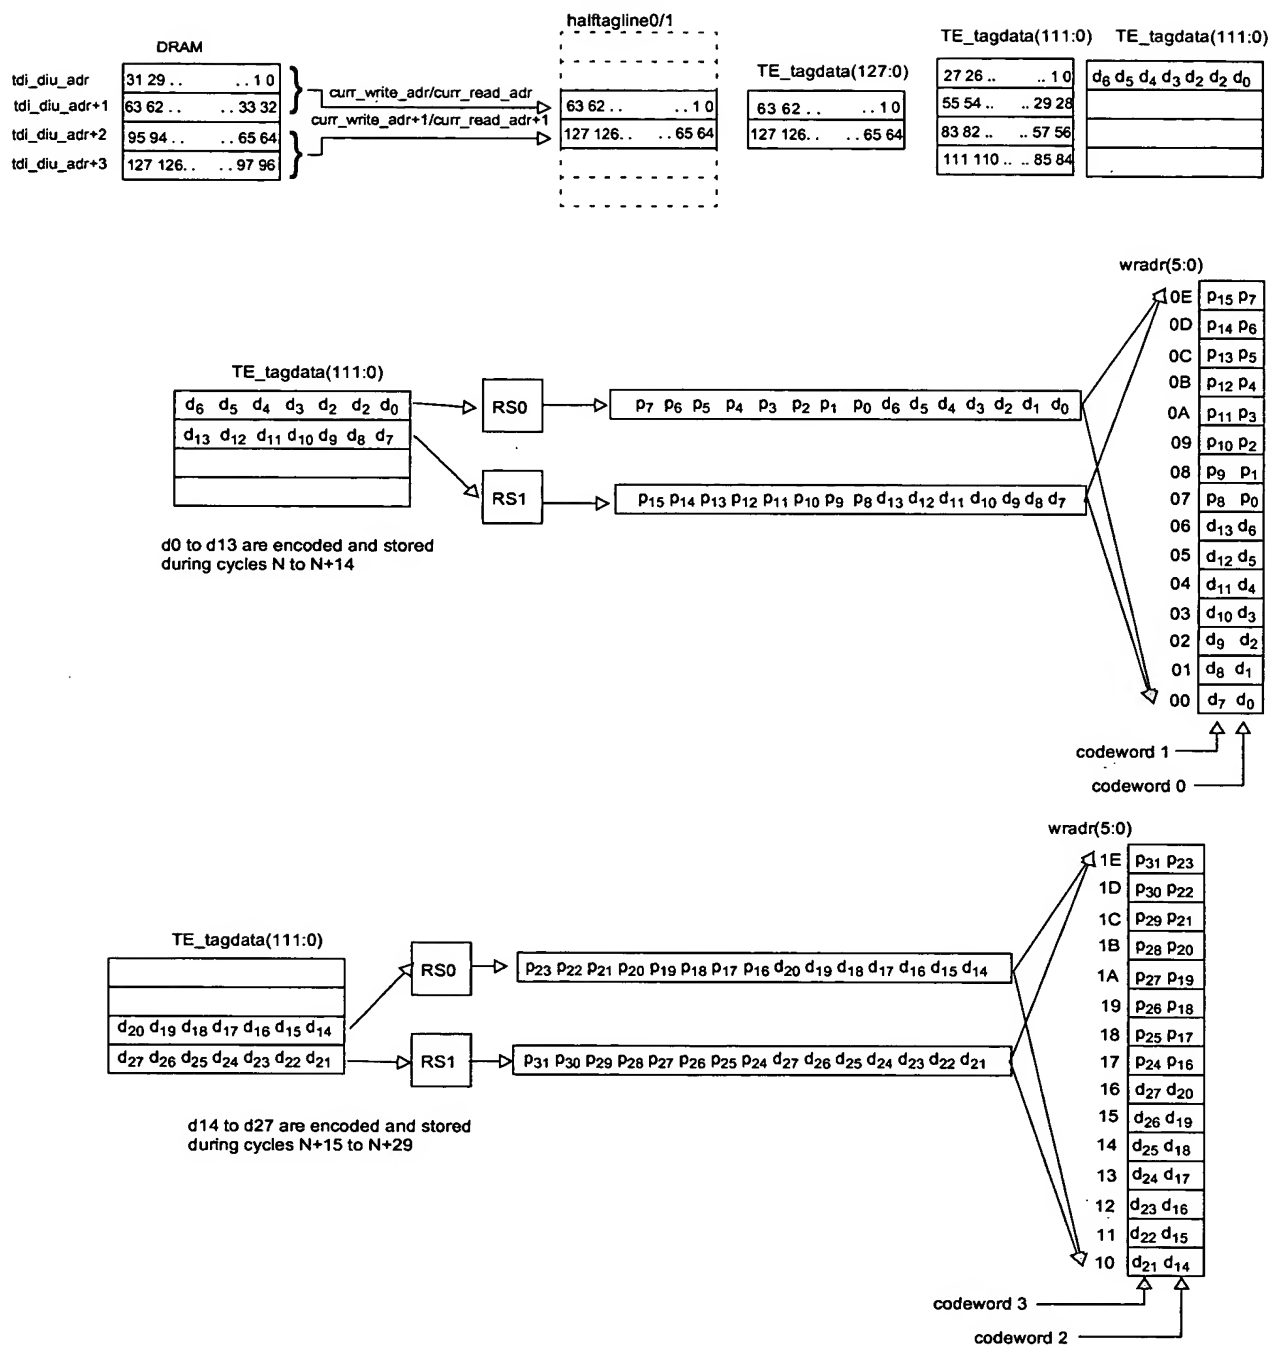 halftagline0/1
DRAM
TE_tagdata(111:0) TE_tagdata(111:0)
TE_tagdata(127:0)
tdi_diu_adr 31 29 . . . . 1 0
tdi_diu_adr+1 63 62 . . . . 33 32
tdi_diu_adr+2 95 94 . . . . 65 64
tdi_diu_adr+3 127 126. . . . 97 96
curr_write_adr/curr_read_adr
curr_write_adr+1/curr_read_adr+1
63 62 . . . . 1 0
127 126. . . . 65 64
63 62 . . . . 1 0
127 126. . . . 65 64
27 26 .. .. 1 0
55 54 .. .. 29 28
83 82 .. .. 57 56
111 110 .. .. 85 84
d6 d5 d4 d3 d2 d2 d0
TE_tagdata(111:0)
d6 d5 d4 d3 d2 d2 d0
d13 d12 d11 d10 d9 d8 d7
RS0
RS1
p7 p6 p5 p4 p3 p2 p1 p0 d6 d5 d4 d3 d2 d1 d0
p15 p14 p13 p12 p11 p10 p9 p8 d13 d12 d11 d10 d9 d8 d7
d0 to d13 are encoded and stored
during cycles N to N+14
wradr(5:0)
0E p15 p7
0D p14 p6
0C p13 p5
0B p12 p4
0A p11 p3
09 p10 p2
08 p9 p1
07 p8 p0
06 d13 d6
05 d12 d5
04 d11 d4
03 d10 d3
02 d9 d2
01 d8 d1
00 d7 d0
codeword 1
codeword 0
TE_tagdata(111:0)
d20 d19 d18 d17 d16 d15 d14
d27 d26 d25 d24 d23 d22 d21
RS0
RS1
p23 p22 p21 p20 p19 p18 p17 p16 d20 d19 d18 d17 d16 d15 d14
p31 p30 p29 p28 p27 p26 p25 p24 d27 d26 d25 d24 d23 d22 d21
d14 to d27 are encoded and stored
during cycles N+15 to N+29
wradr(5:0)
1E p31 p23
1D p30 p22
1C p29 p21
1B p28 p20
1A p27 p19
19 p26 p18
18 p25 p17
17 p24 p16
16 d27 d20
15 d26 d19
14 d25 d18
13 d24 d17
12 d23 d16
11 d22 d15
10 d21 d14
codeword 3
codeword 2